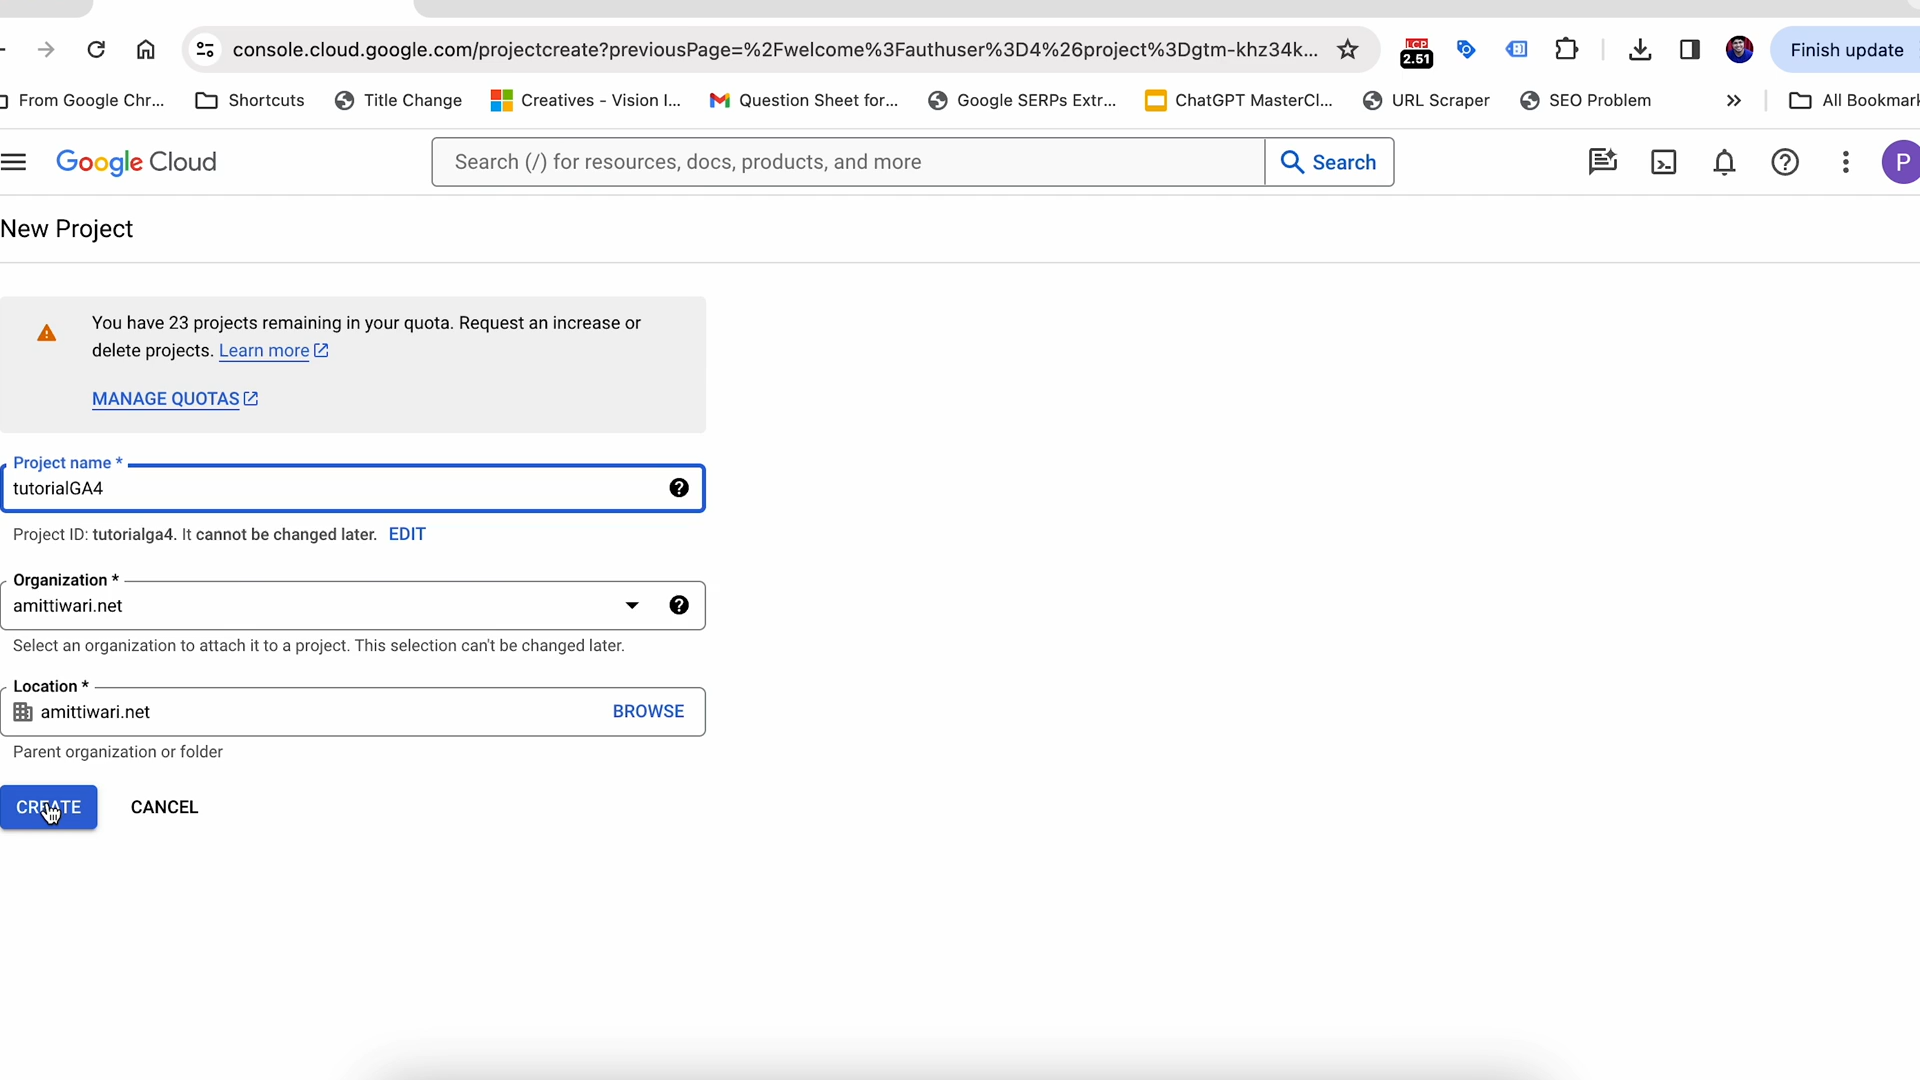 console.cloud.google.com/projectcreate?previousPage=%2Fwelcome%3Fauthuser%3D4%26project%3Dgtm-khz34k...
LCP
2.51
Finish update
From Google Chr...
Shortcuts
Title Change
Creatives - Vision I...
Question Sheet for...
Google SERPs Extr...
ChatGPT MasterCl...
URL Scraper
SEO Problem
All Bookmark
Google Cloud
Search (/) for resources, docs, products, and more
Search
P
New Project
You have 23 projects remaining in your quota. Request an increase or
delete projects. Learn more
MANAGE QUOTAS
Project name *
tutorialGA4
Project ID: tutorialga4. It cannot be changed later. EDIT
Organization *
amittiwari.net
Select an organization to attach it to a project. This selection can't be changed later.
Location *
amittiwari.net
BROWSE
Parent organization or folder
CREATE
CANCEL